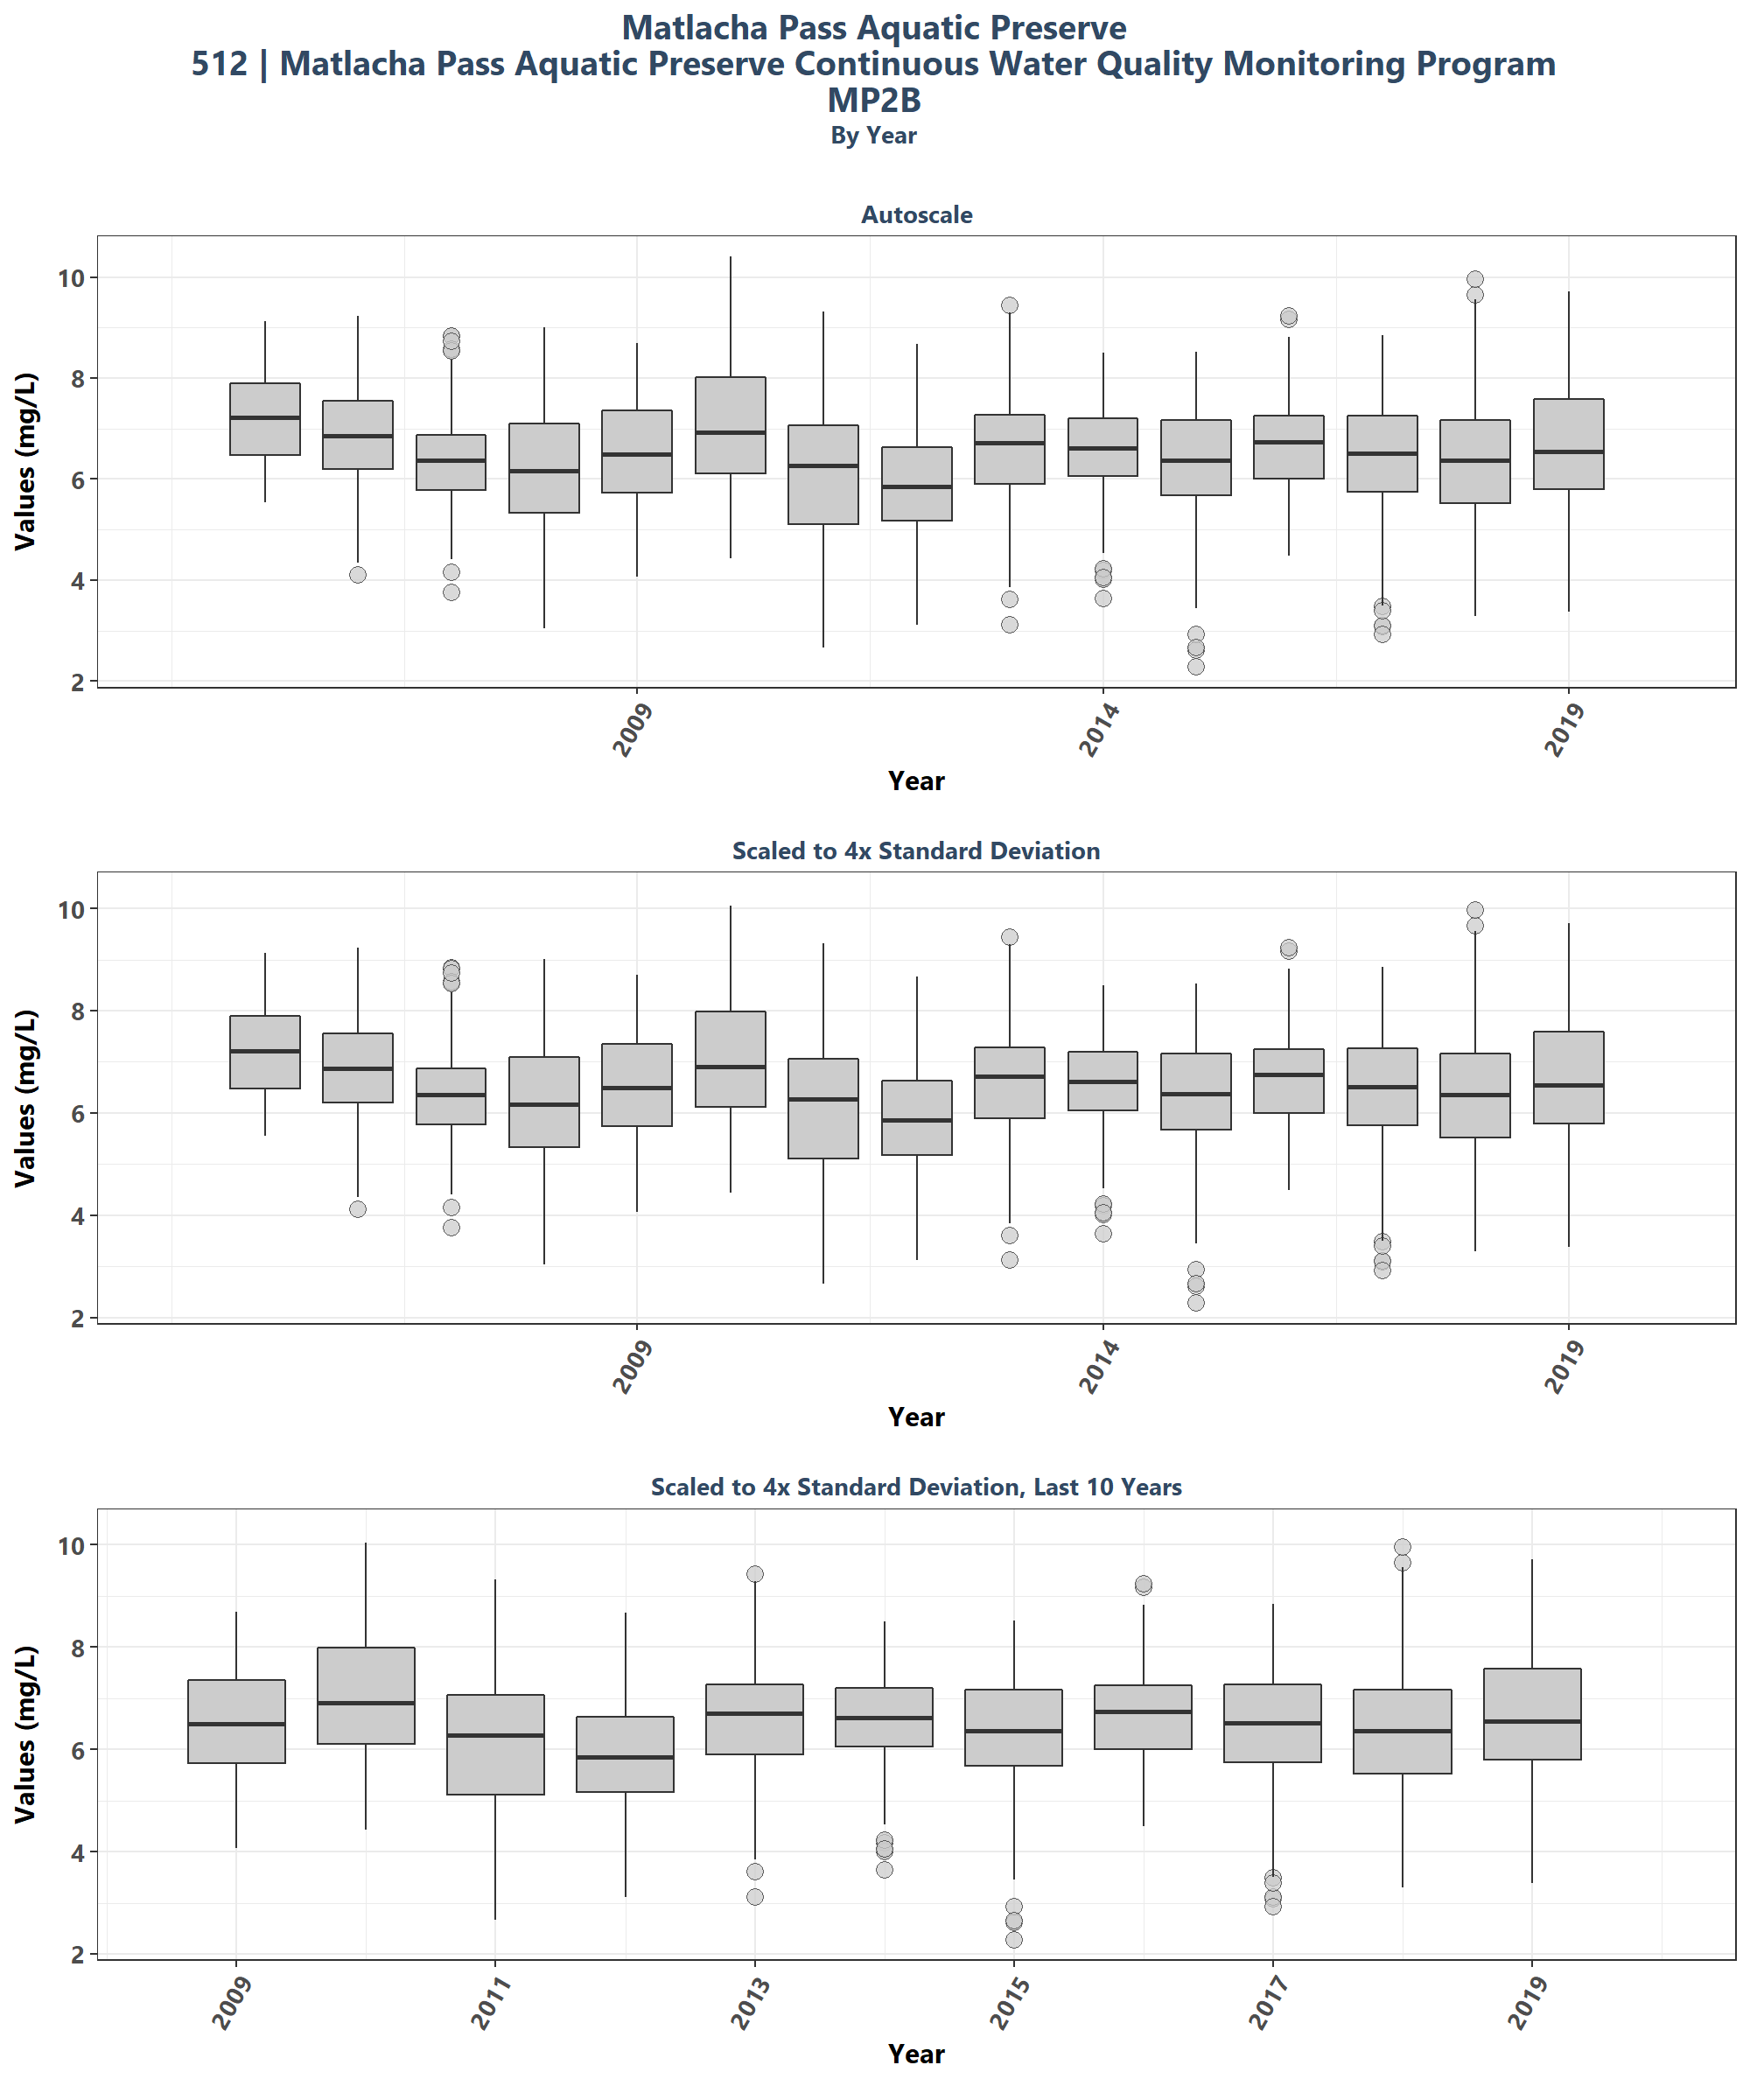 Matlacha Pass Aquatic Preserve
512 | Matlacha Pass Aquatic Preserve Continuous Water Quality Monitoring Program
MP2B
By Year
Autoscale
Values (mg/L)
10
8
6
4
2
2009
2014
2019
Year
Scaled to 4x Standard Deviation
Values (mg/L)
10
8
6
4
2
2009
2014
2019
Year
Scaled to 4x Standard Deviation, Last 10 Years
Values (mg/L)
10
8
6
4
2
2009
2011
2013
2015
2017
2019
Year